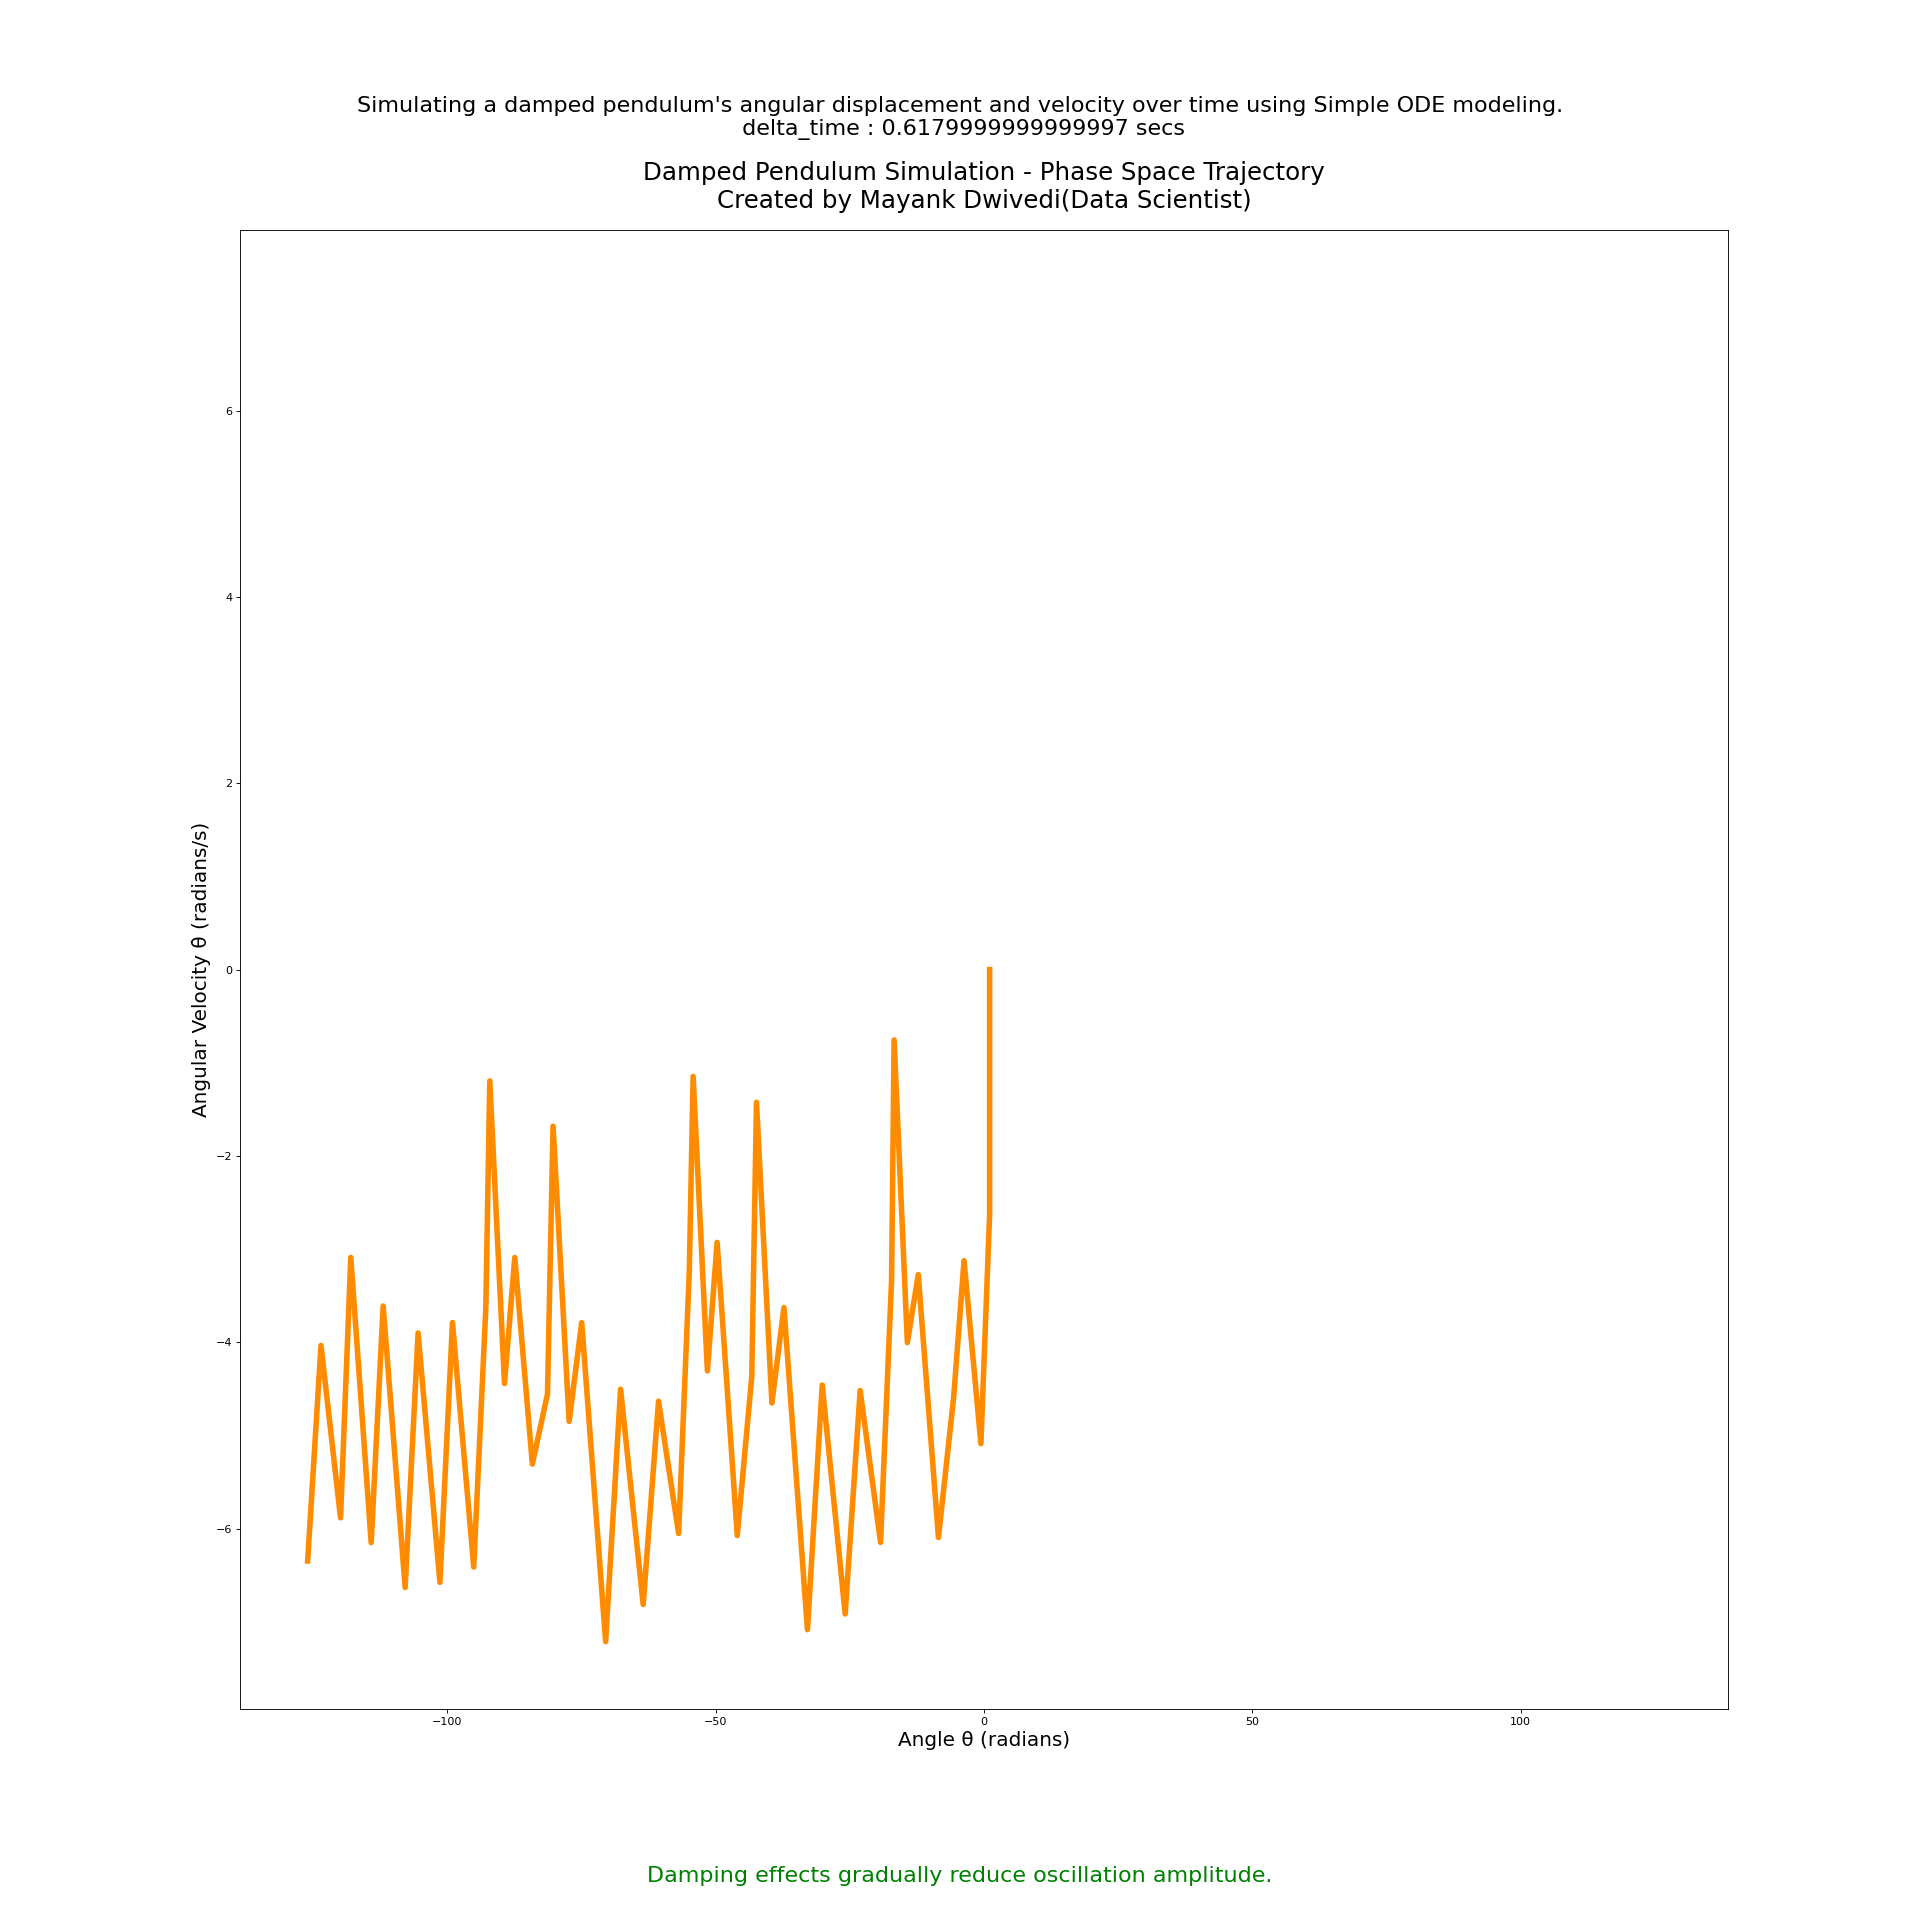 Simulating a damped pendulum's angular displacement and velocity over time using Simple ODE modeling.
delta_time : 0.6179999999999997 secs
Damped Pendulum Simulation - Phase Space Trajectory
Created by Mayank Dwivedi(Data Scientist)
6
4
2
0
−2
−4
−6
Angular Velocity θ̇ (radians/s)
−100
−50
0
50
100
Angle θ (radians)
Damping effects gradually reduce oscillation amplitude.